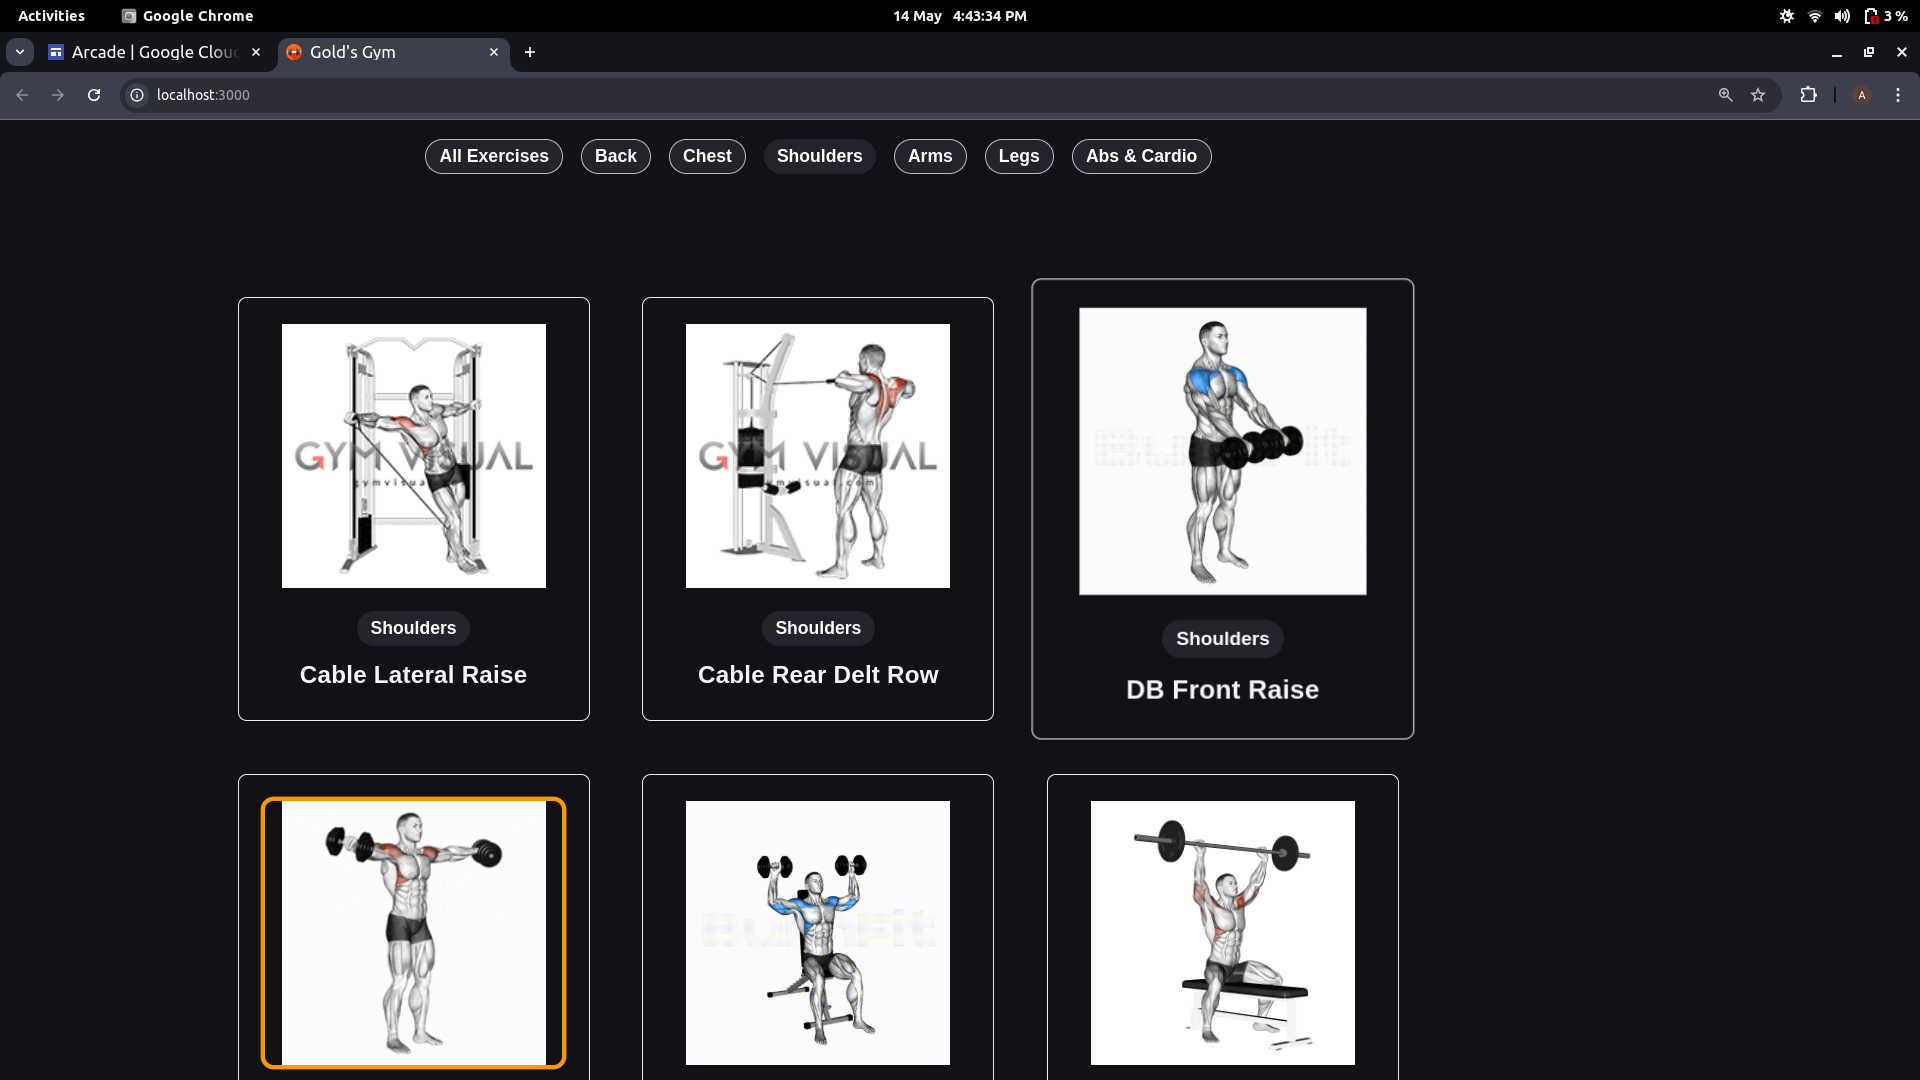 Activities Google Chrome 14 May 4:43:34 PM 3 %
Arcade | Google Clou Gold's Gym
localhost:3000 A
All Exercises Back Chest Shoulders Arms Legs Abs & Cardio
GYM VISUAL
gymvisual
GYM VISUAL
gymvisual.com
Shoulders
Cable Lateral Raise
Shoulders
Cable Rear Delt Row
Shoulders
DB Front Raise